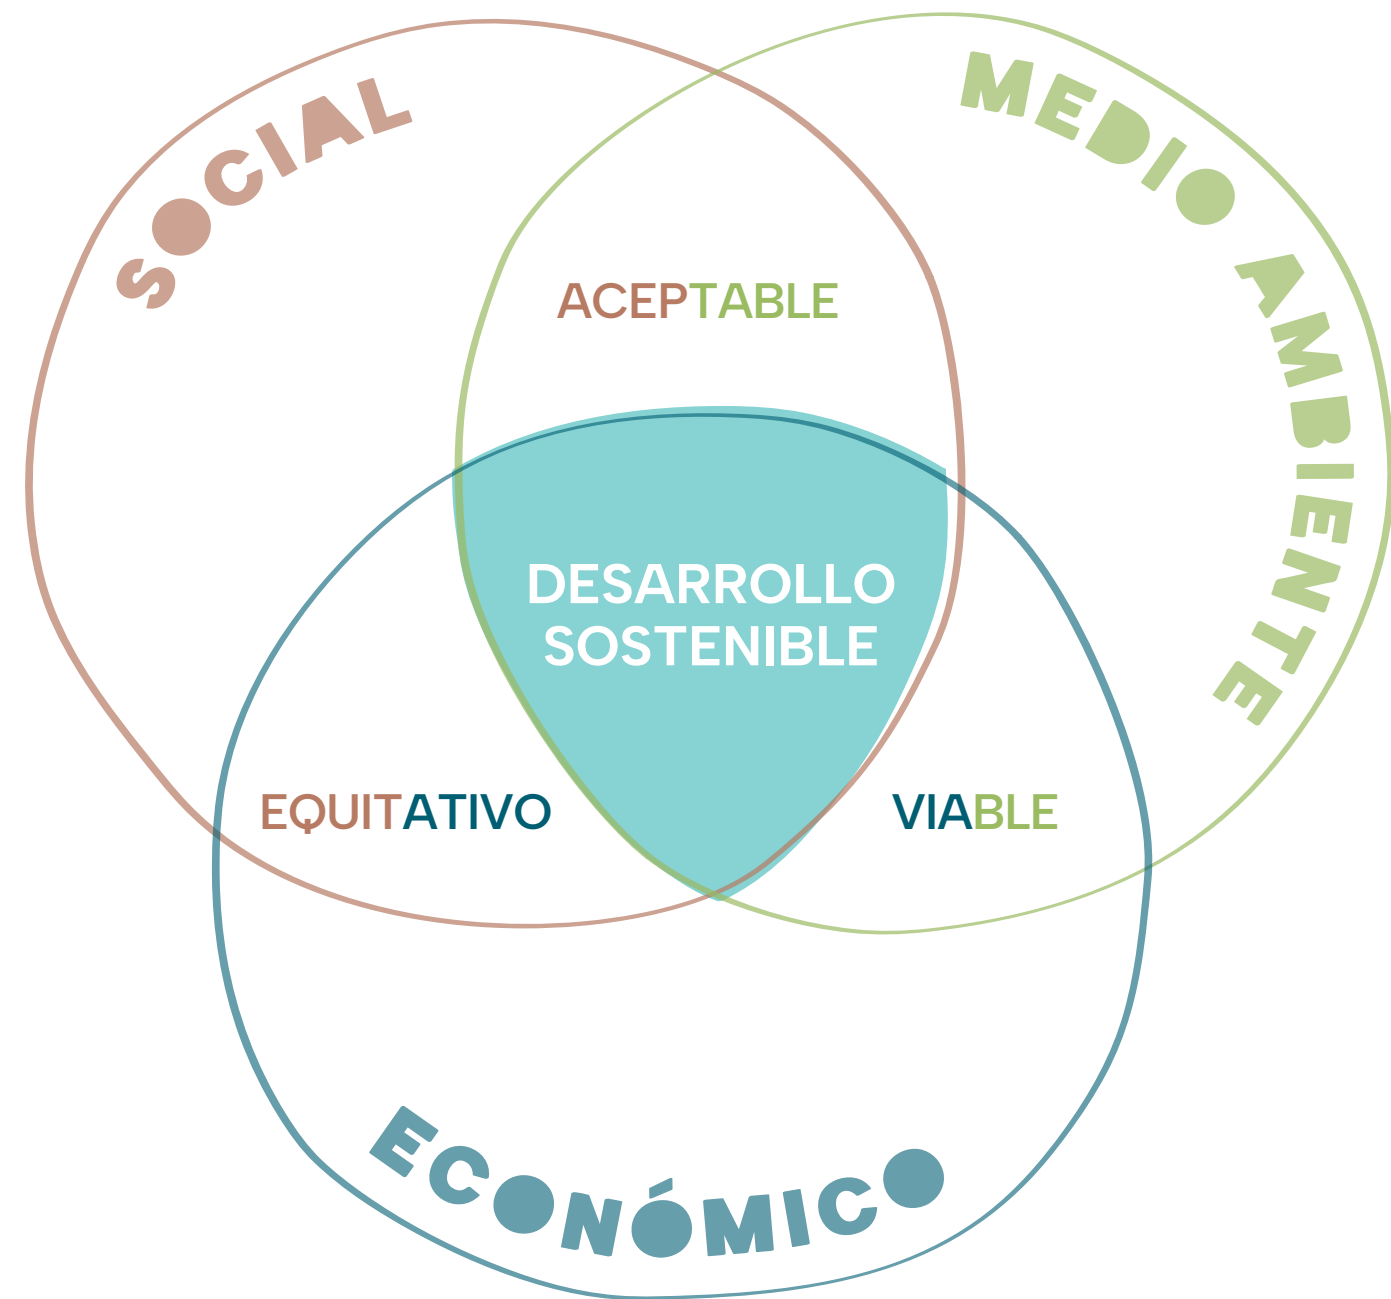 SOCIAL
MEDIO AMBIENTE
ACEPTABLE
DESARROLLO
SOSTENIBLE
EQUITATIVO
VIABLE
ECONÓMICO